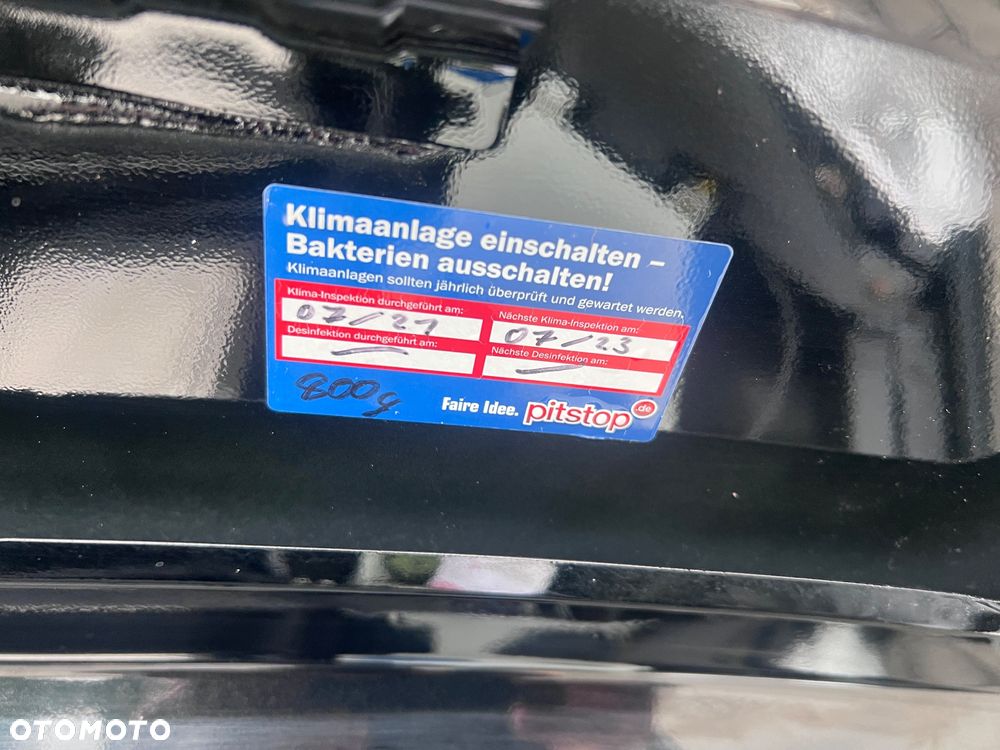 Klimaanlage einschalten –
Bakterien ausschalten!
Klimaanlagen sollten jährlich überprüft und gewartet werden.
Klima-Inspektion durchgeführt am:
07/21
Nächste Klima-Inspektion am:
07/23
Desinfektion durchgeführt am:
—
Nächste Desinfektion am:
—
800g
Faire Idee. pitstop.de
OTOMOTO